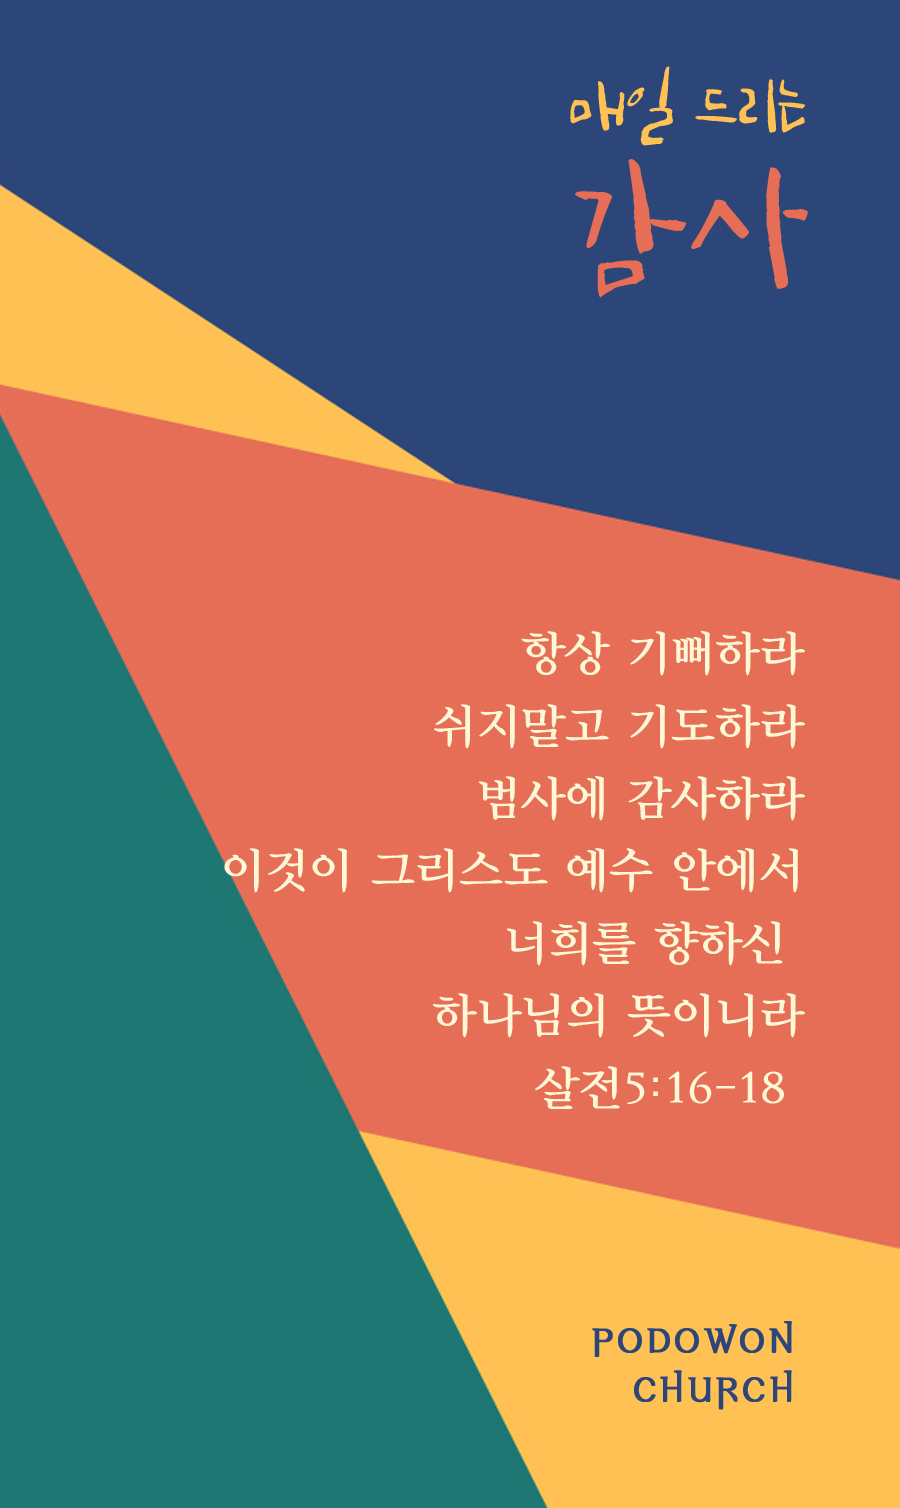 매일 드리는
감사
항상 기뻐하라
쉬지말고 기도하라
범사에 감사하라
이것이 그리스도 예수 안에서
너희를 향하신
하나님의 뜻이니라
살전5:16-18
PODOWON
CHURCH